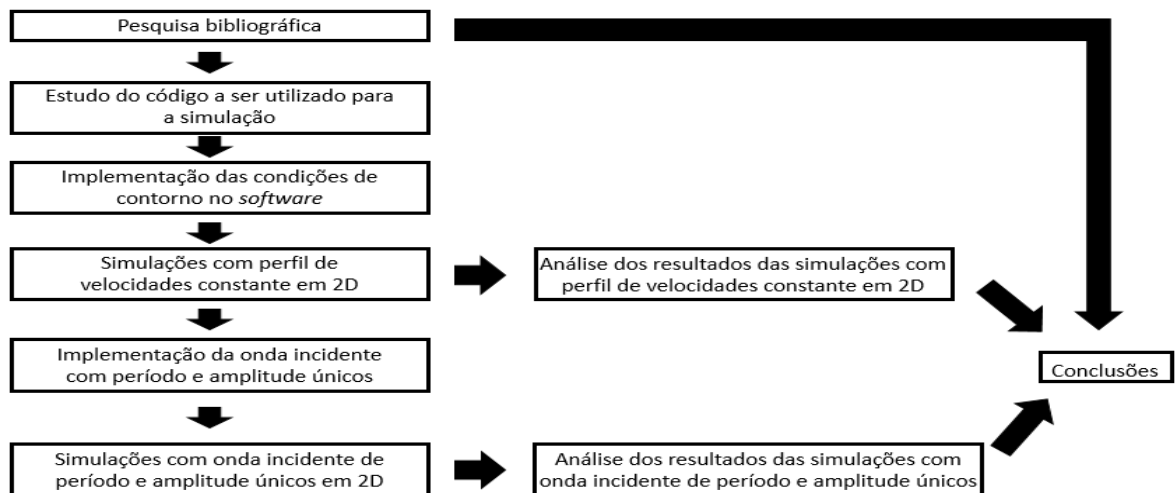 Pesquisa bibliográfica
Estudo do código a ser utilizado para
a simulação
Implementação das condições de
contorno no software
Simulações com perfil de
velocidades constante em 2D
Análise dos resultados das simulações com
perfil de velocidades constante em 2D
Implementação da onda incidente
com período e amplitude únicos
Conclusões
Simulações com onda incidente de
período e amplitude únicos em 2D
Análise dos resultados das simulações com
onda incidente de período e amplitude únicos